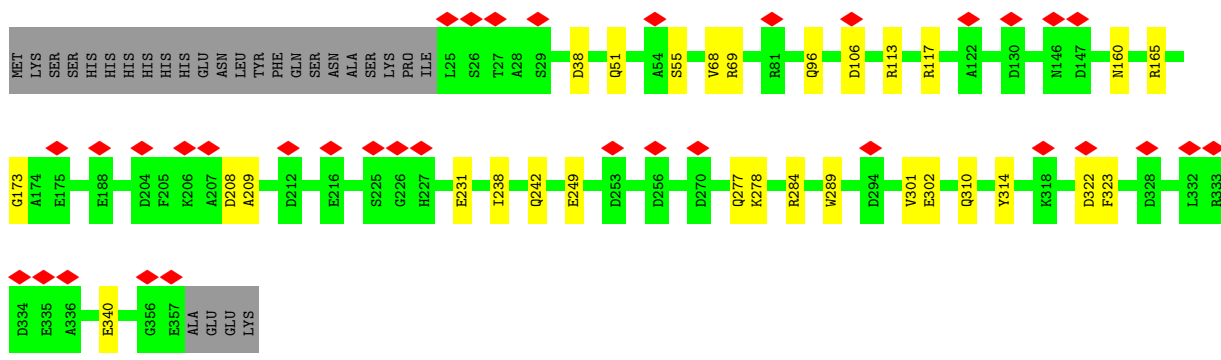 MET LYS SER SER HIS HIS HIS HIS HIS HIS GLU ASN LEU TYR PHE GLN SER ASN ALA SER LYS PRO ILE L25 S26 T27 A28 S29 D38 Q51 A54 S55 V68 R69 R81 Q96 D106 R113 R117 A122 D130 N146 D147 N160 R165
G173 A174 E175 E188 D204 F205 K206 A207 D208 A209 D212 E216 S225 G226 H227 E231 I238 Q242 E249 D253 D256 D270 Q277 K278 R284 W289 D294 V301 E302 Q310 Y314 K318 D322 F323 D328 L332 R333
D334 E335 A336 E340 G356 E357 ALA GLU GLU LYS